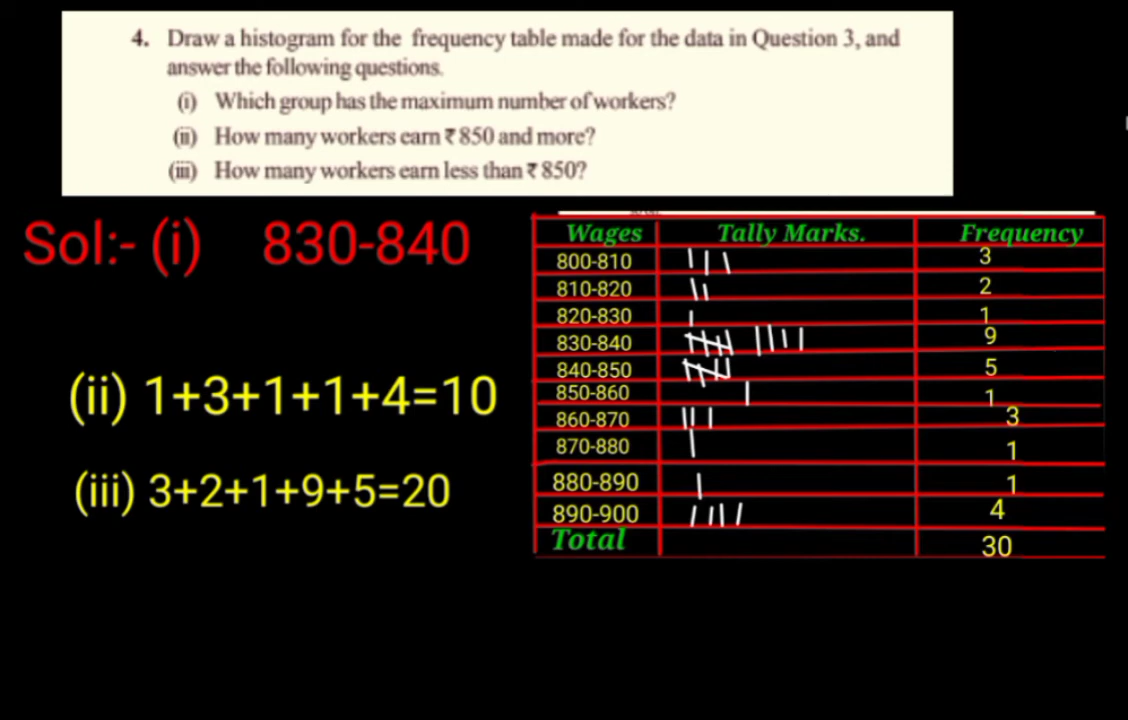 4. Draw a histogram for the frequency table made for the data in Question 3, and
answer the following questions.
(i) Which group has the maximum number of workers?
(ii) How many workers earn ₹ 850 and more?
(iii) How many workers earn less than ₹ 850?
Sol:- (i) 830-840
(ii) 1+3+1+1+4=10
(iii) 3+2+1+9+5=20
Wages Tally Marks. Frequency
800-810 3
810-820 2
820-830 1
830-840 9
840-850 5
850-860 1
860-870 3
870-880 1
880-890 1
890-900 4
Total 30